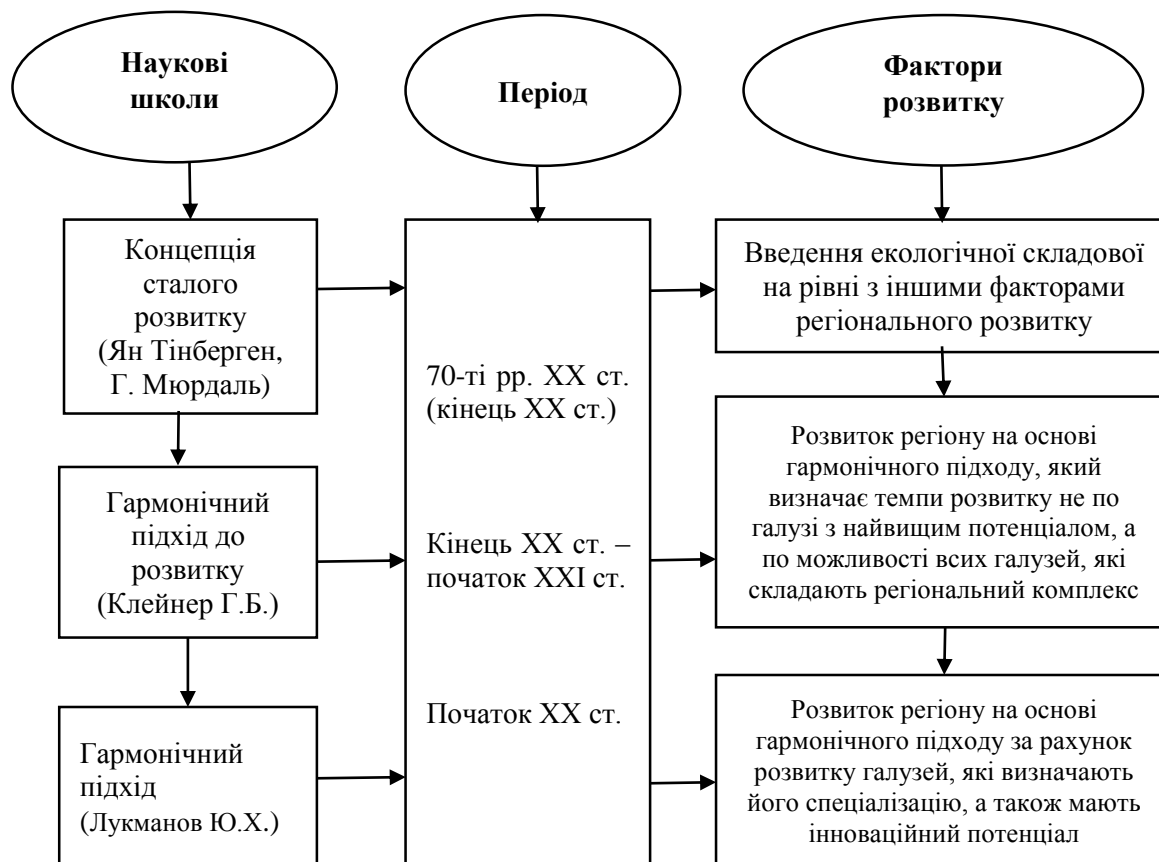 Наукові
школи
Період
Фактори
розвитку
Концепція
сталого
розвитку
(Ян Тінберген,
Г. Мюрдаль)
70-ті рр. ХХ ст.
(кінець ХХ ст.)
Введення екологічної складової
на рівні з іншими факторами
регіонального розвитку
Гармонічний
підхід до
розвитку
(Клейнер Г.Б.)
Кінець ХХ ст. –
початок ХХІ ст.
Розвиток регіону на основі
гармонічного підходу, який
визначає темпи розвитку не по
галузі з найвищим потенціалом, а
по можливості всих галузей, які
складають регіональний комплекс
Гармонічний
підхід
(Лукманов Ю.Х.)
Початок ХХ ст.
Розвиток регіону на основі
гармонічного підходу за рахунок
розвитку галузей, які визначають
його спеціалізацію, а також мають
інноваційний потенціал